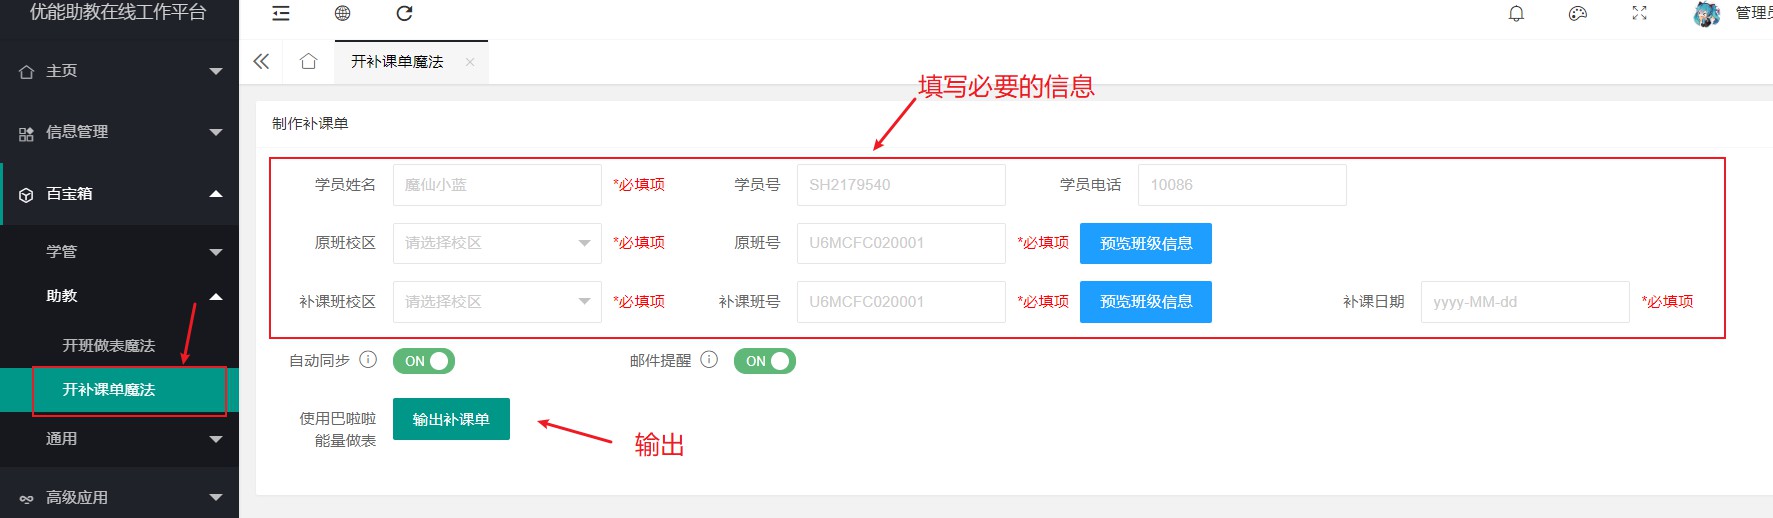 优能助教在线工作平台
管理员
主页
开补课单魔法
填写必要的信息
制作补课单
信息管理
学员姓名 魔仙小蓝 *必填项 学员号 SH2179540 学员电话 10086
百宝箱
原班校区 请选择校区 *必填项 原班号 U6MCFC020001 *必填项 预览班级信息
学管
助教
补课班校区 请选择校区 *必填项 补课班号 U6MCFC020001 *必填项 预览班级信息 补课日期 yyyy-MM-dd *必填项
开班做表魔法
自动同步 ON 邮件提醒 ON
开补课单魔法
使用巴啦啦
能量做表
输出补课单
输出
通用
高级应用